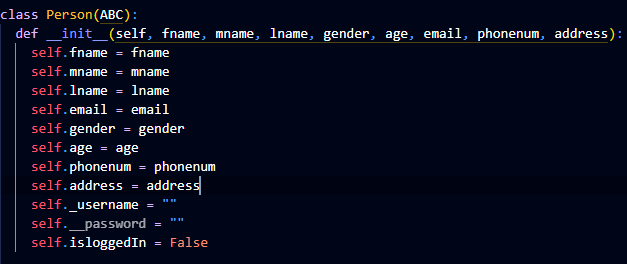 class Person(ABC):
  def __init__(self, fname, mname, lname, gender, age, email, phonenum, address):
    self.fname = fname
    self.mname = mname
    self.lname = lname
    self.email = email
    self.gender = gender
    self.age = age
    self.phonenum = phonenum
    self.address = address
    self._username = ""
    self.__password = ""
    self.isloggedIn = False